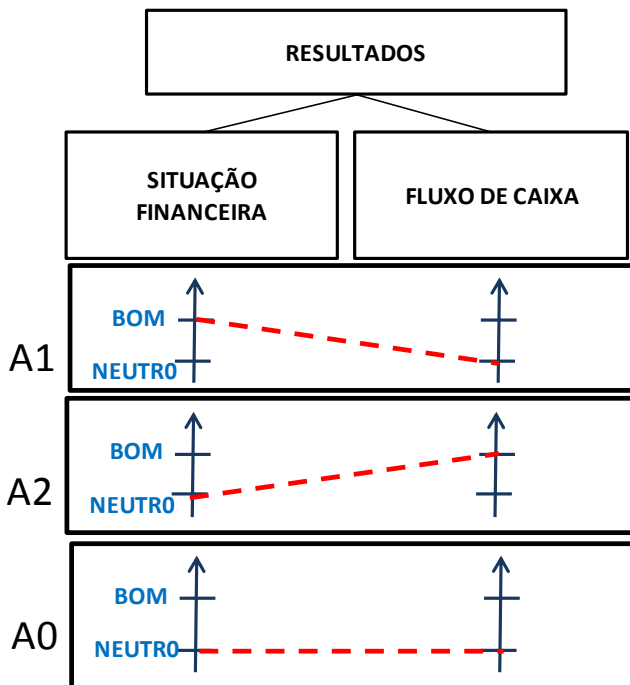 RESULTADOS
SITUAÇÃO
FINANCEIRA
FLUXO DE CAIXA
A1
BOM
NEUTR0
A2
BOM
NEUTR0
A0
BOM
NEUTR0